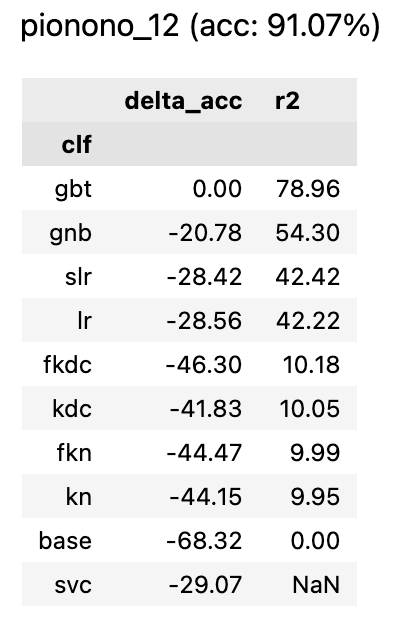 pionono_12 (acc: 91.07%)
delta_acc r2
clf
gbt 0.00 78.96
gnb -20.78 54.30
slr -28.42 42.42
lr -28.56 42.22
fkdc -46.30 10.18
kdc -41.83 10.05
fkn -44.47 9.99
kn -44.15 9.95
base -68.32 0.00
svc -29.07 NaN